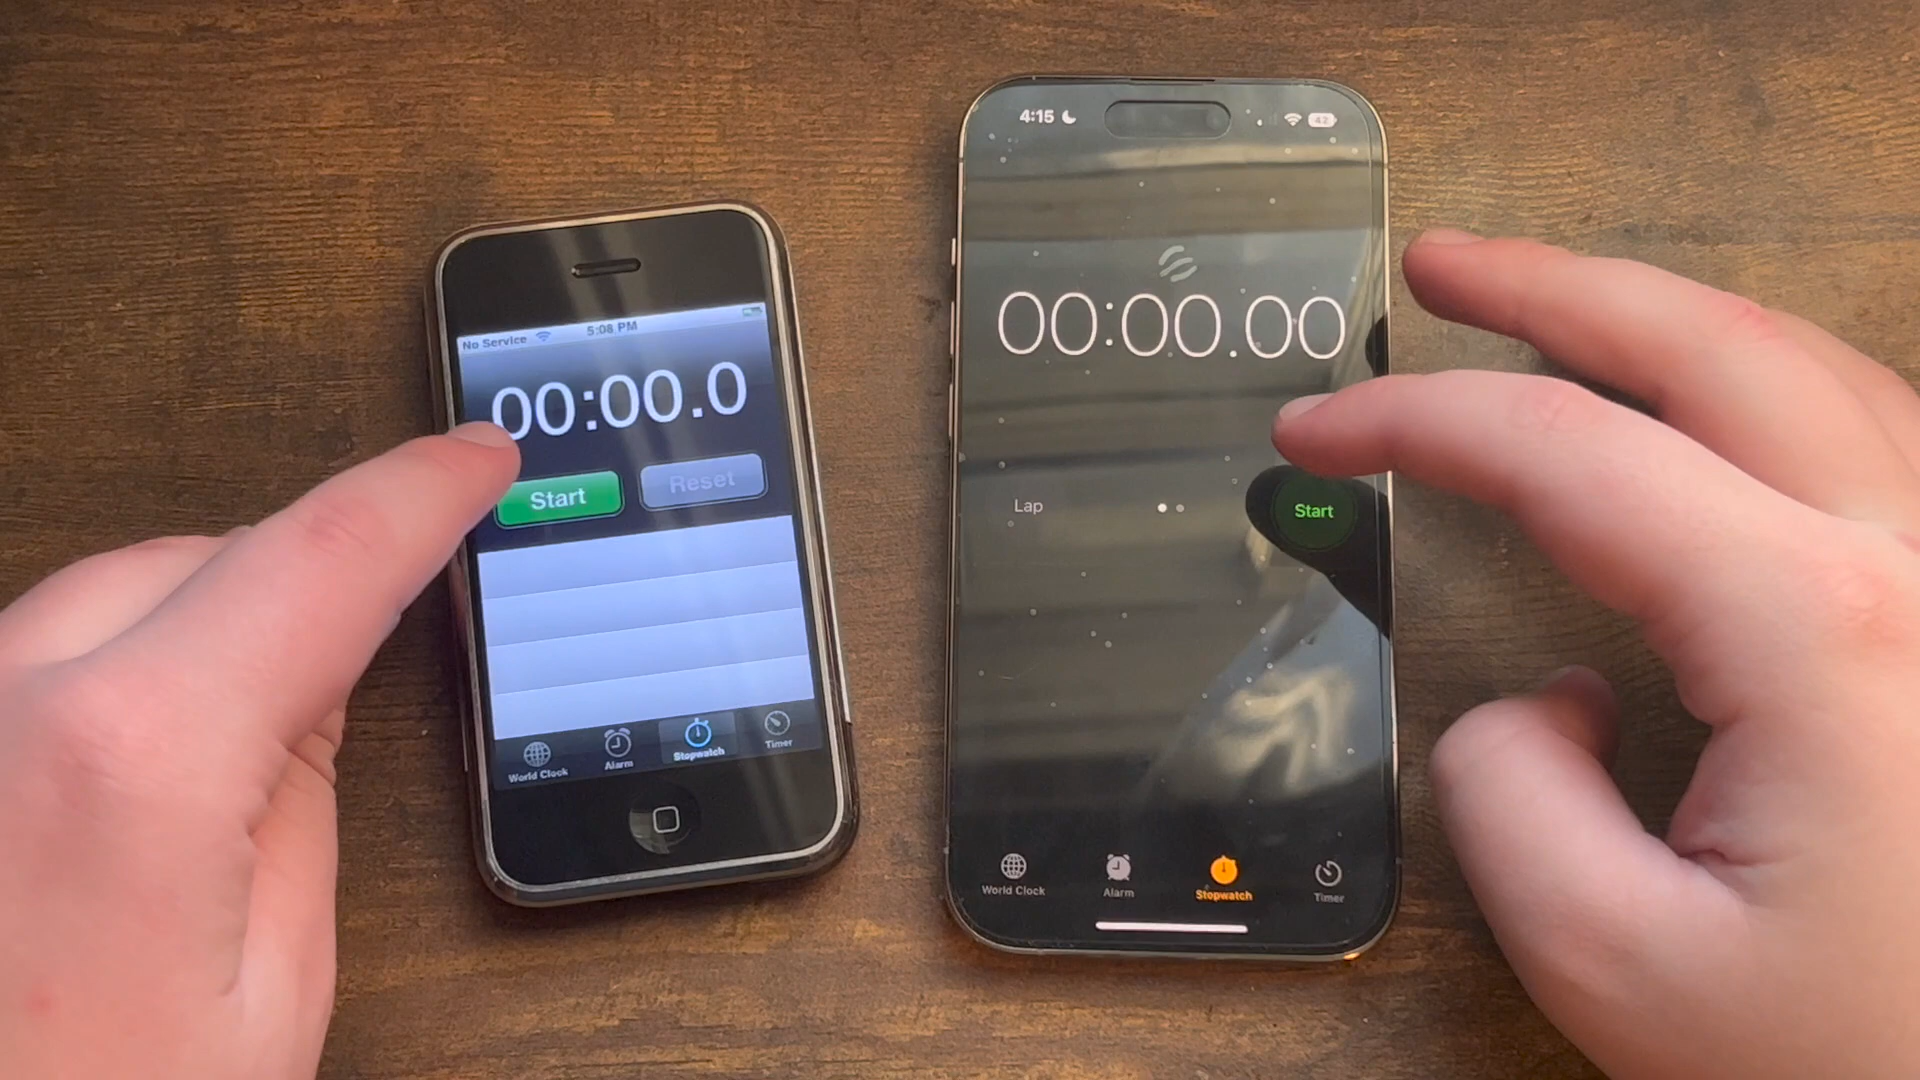 No Service 5:08 PM
00:00.0
Start Reset
World Clock Alarm Stopwatch Timer
4:15 42
00:00.00
Lap Start
World Clock Alarm Stopwatch Timer